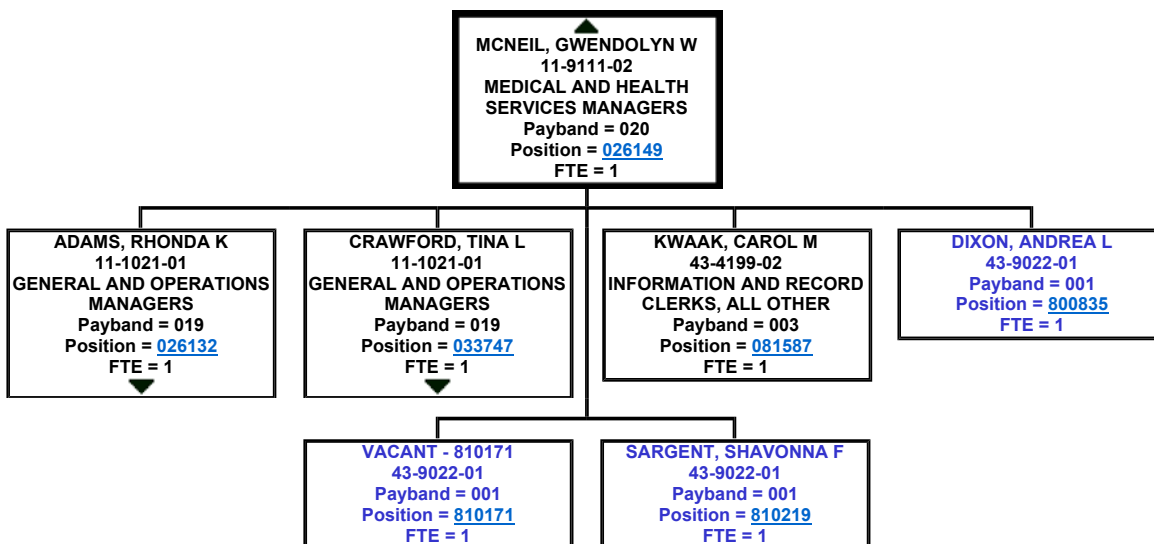 MCNEIL, GWENDOLYN W
11-9111-02
MEDICAL AND HEALTH
SERVICES MANAGERS
Payband = 020
Position = 026149
FTE = 1
ADAMS, RHONDA K
11-1021-01
GENERAL AND OPERATIONS
MANAGERS
Payband = 019
Position = 026132
FTE = 1
CRAWFORD, TINA L
11-1021-01
GENERAL AND OPERATIONS
MANAGERS
Payband = 019
Position = 033747
FTE = 1
KWAAK, CAROL M
43-4199-02
INFORMATION AND RECORD
CLERKS, ALL OTHER
Payband = 003
Position = 081587
FTE = 1
DIXON, ANDREA L
43-9022-01
Payband = 001
Position = 800835
FTE = 1
VACANT - 810171
43-9022-01
Payband = 001
Position = 810171
FTE = 1
SARGENT, SHAVONNA F
43-9022-01
Payband = 001
Position = 810219
FTE = 1